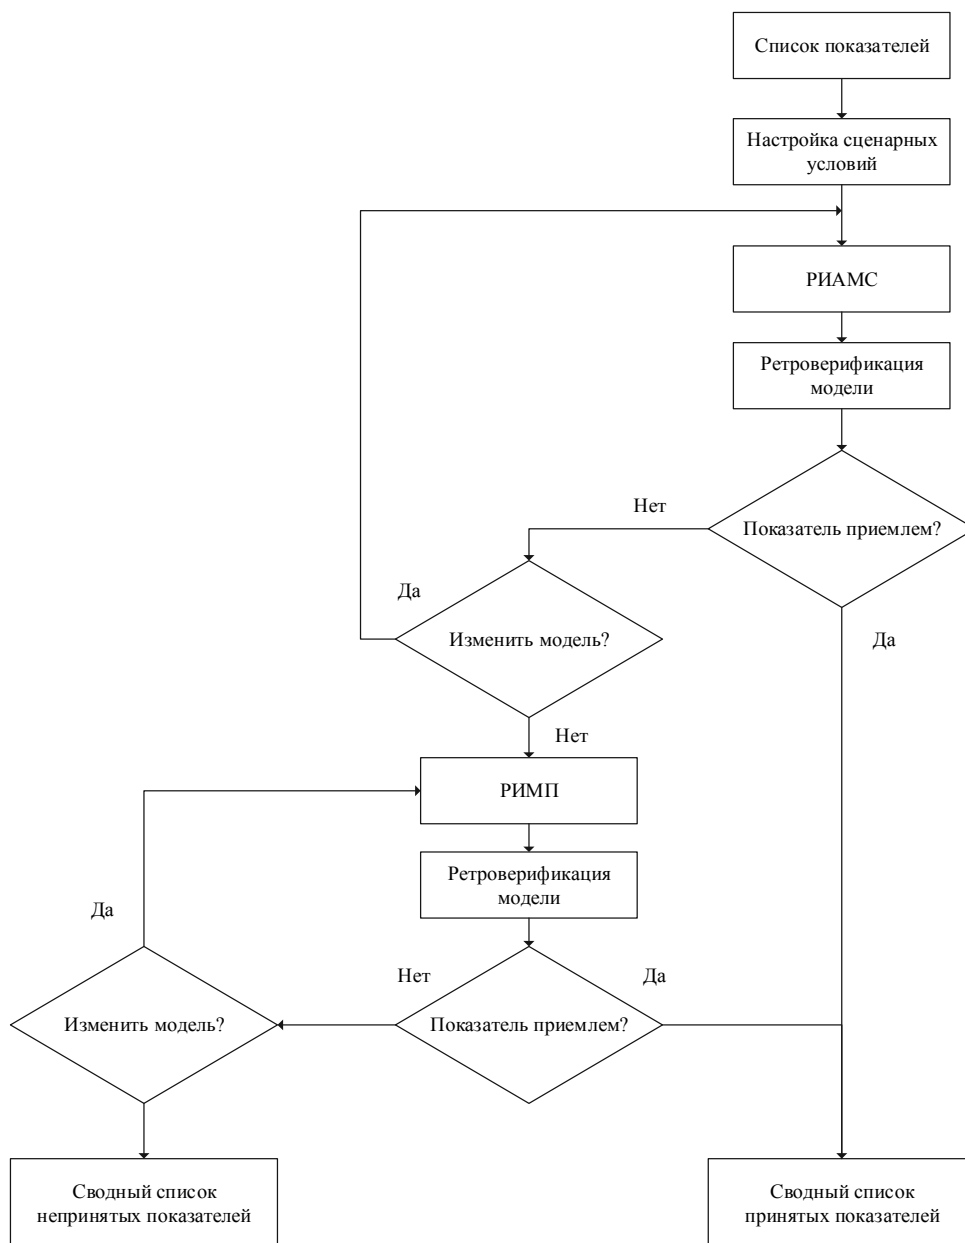 Список показателей
Настройка сценарных
условий
РИАМС
Ретроверификация
модели
Нет
Показатель приемлем?
Да
Изменить модель?
Да
Нет
РИМП
Ретроверификация
модели
Да
Нет
Да
Изменить модель?
Показатель приемлем?
Сводный список
непринятых показателей
Сводный список
принятых показателей